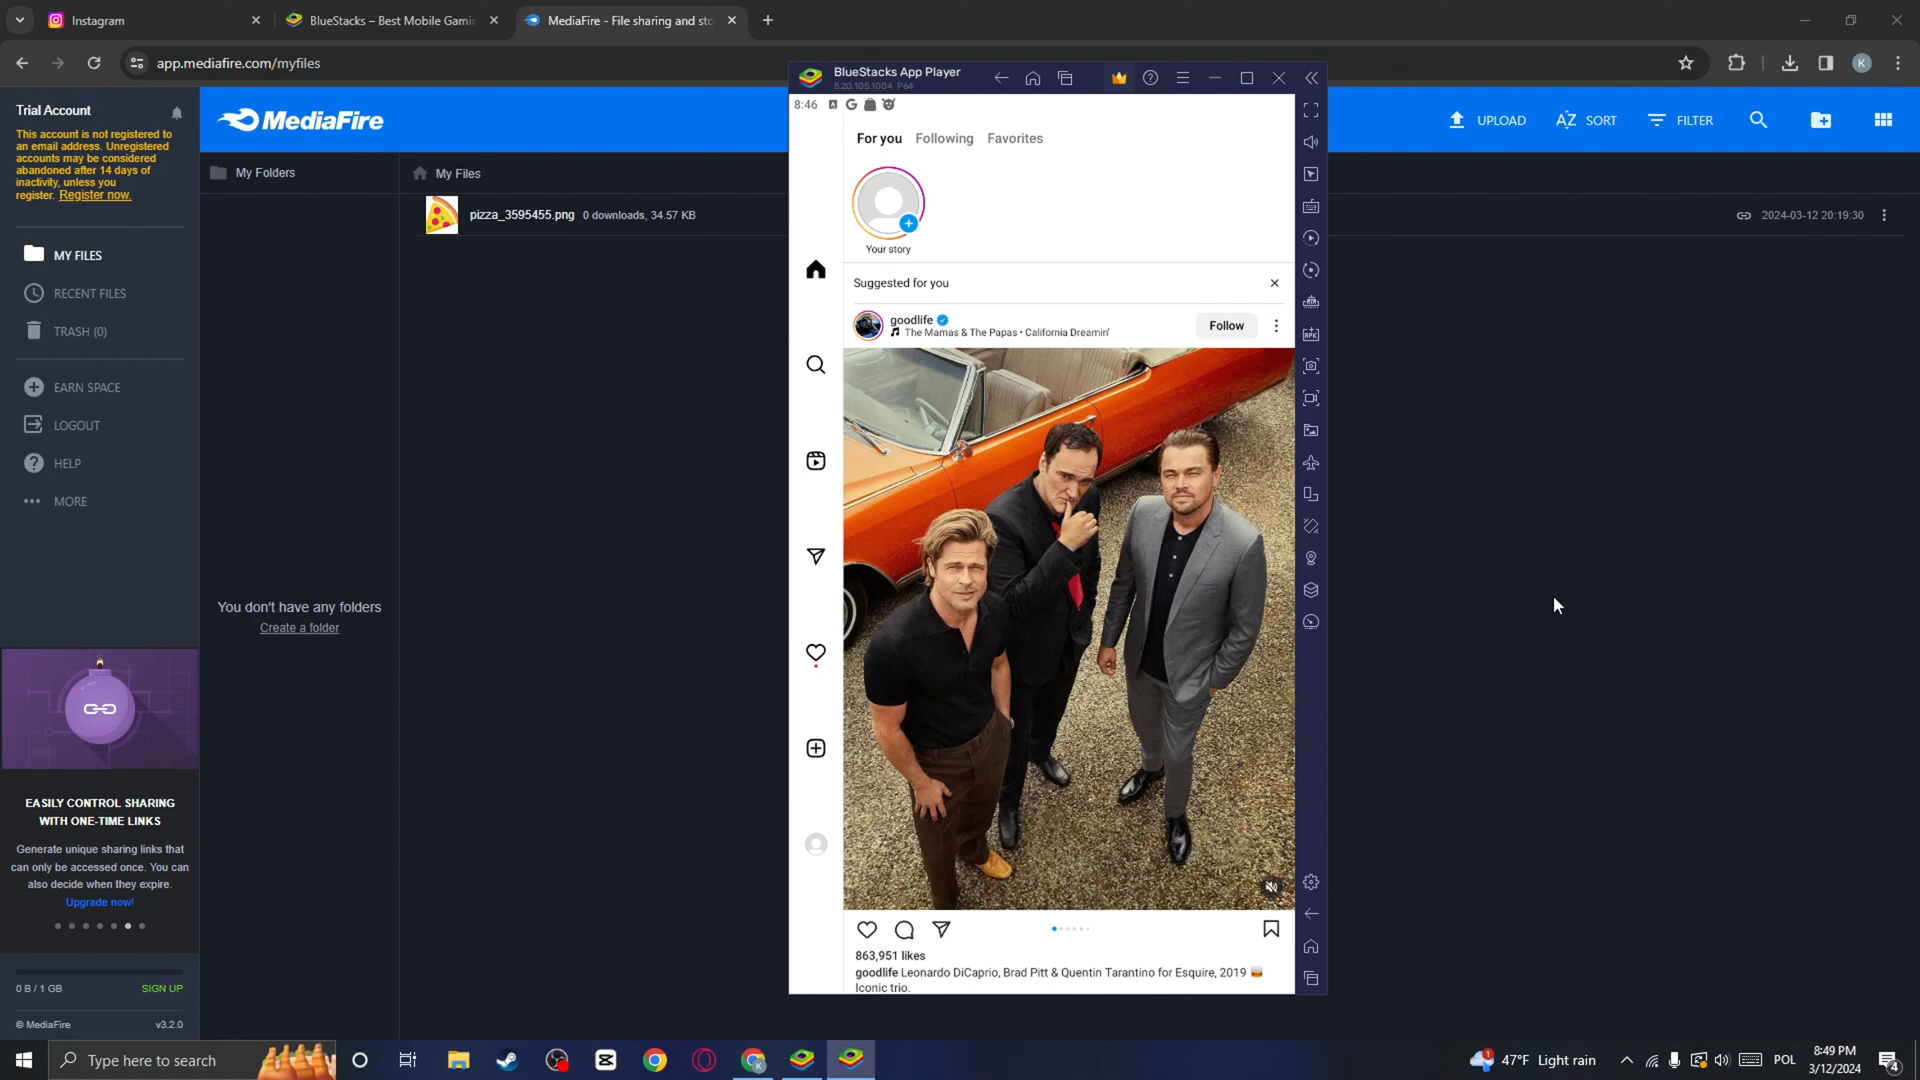 Instagram
BlueStacks – Best Mobile Gamin
MediaFire - File sharing and sto
app.mediafire.com/myfiles
K
Trial Account
This account is not registered to
an email address. Unregistered
accounts may be considered
abandoned after 14 days of
inactivity, unless you
register. Register now.
MY FILES
RECENT FILES
TRASH (0)
EARN SPACE
LOGOUT
HELP
MORE
EASILY CONTROL SHARING
WITH ONE-TIME LINKS
Generate unique sharing links that
can only be accessed once. You can
also decide when they expire.
Upgrade now!
0 B / 1 GB
SIGN UP
© MediaFire
v3.2.0
MediaFire
UPLOAD
SORT
FILTER
My Folders
My Files
pizza_3595455.png
0 downloads, 34.57 KB
2024-03-12 20:19:30
You don't have any folders
Create a folder
BlueStacks App Player
5.20.105.1004 P64
8:46
For you
Following
Favorites
Your story
Suggested for you
goodlife
The Mamas & The Papas • California Dreamin'
Follow
863,951 likes
goodlife Leonardo DiCaprio, Brad Pitt & Quentin Tarantino for Esquire, 2019
Iconic trio.
Type here to search
47°F Light rain
POL
8:49 PM
3/12/2024
4